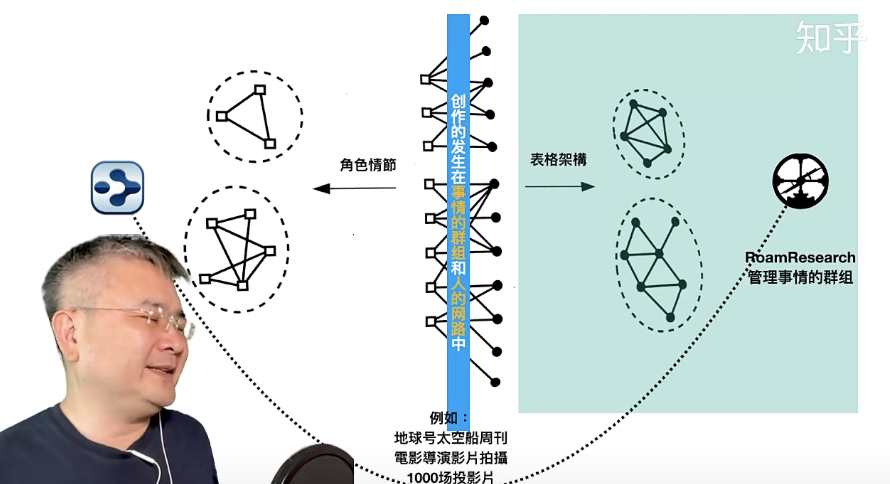 知乎
创作的发生在事情的群组和人的网路中
角色情節
表格架構
RoamResearch
管理事情的群组
例如：
地球号太空船周刊
電影導演影片拍攝
1000场投影片